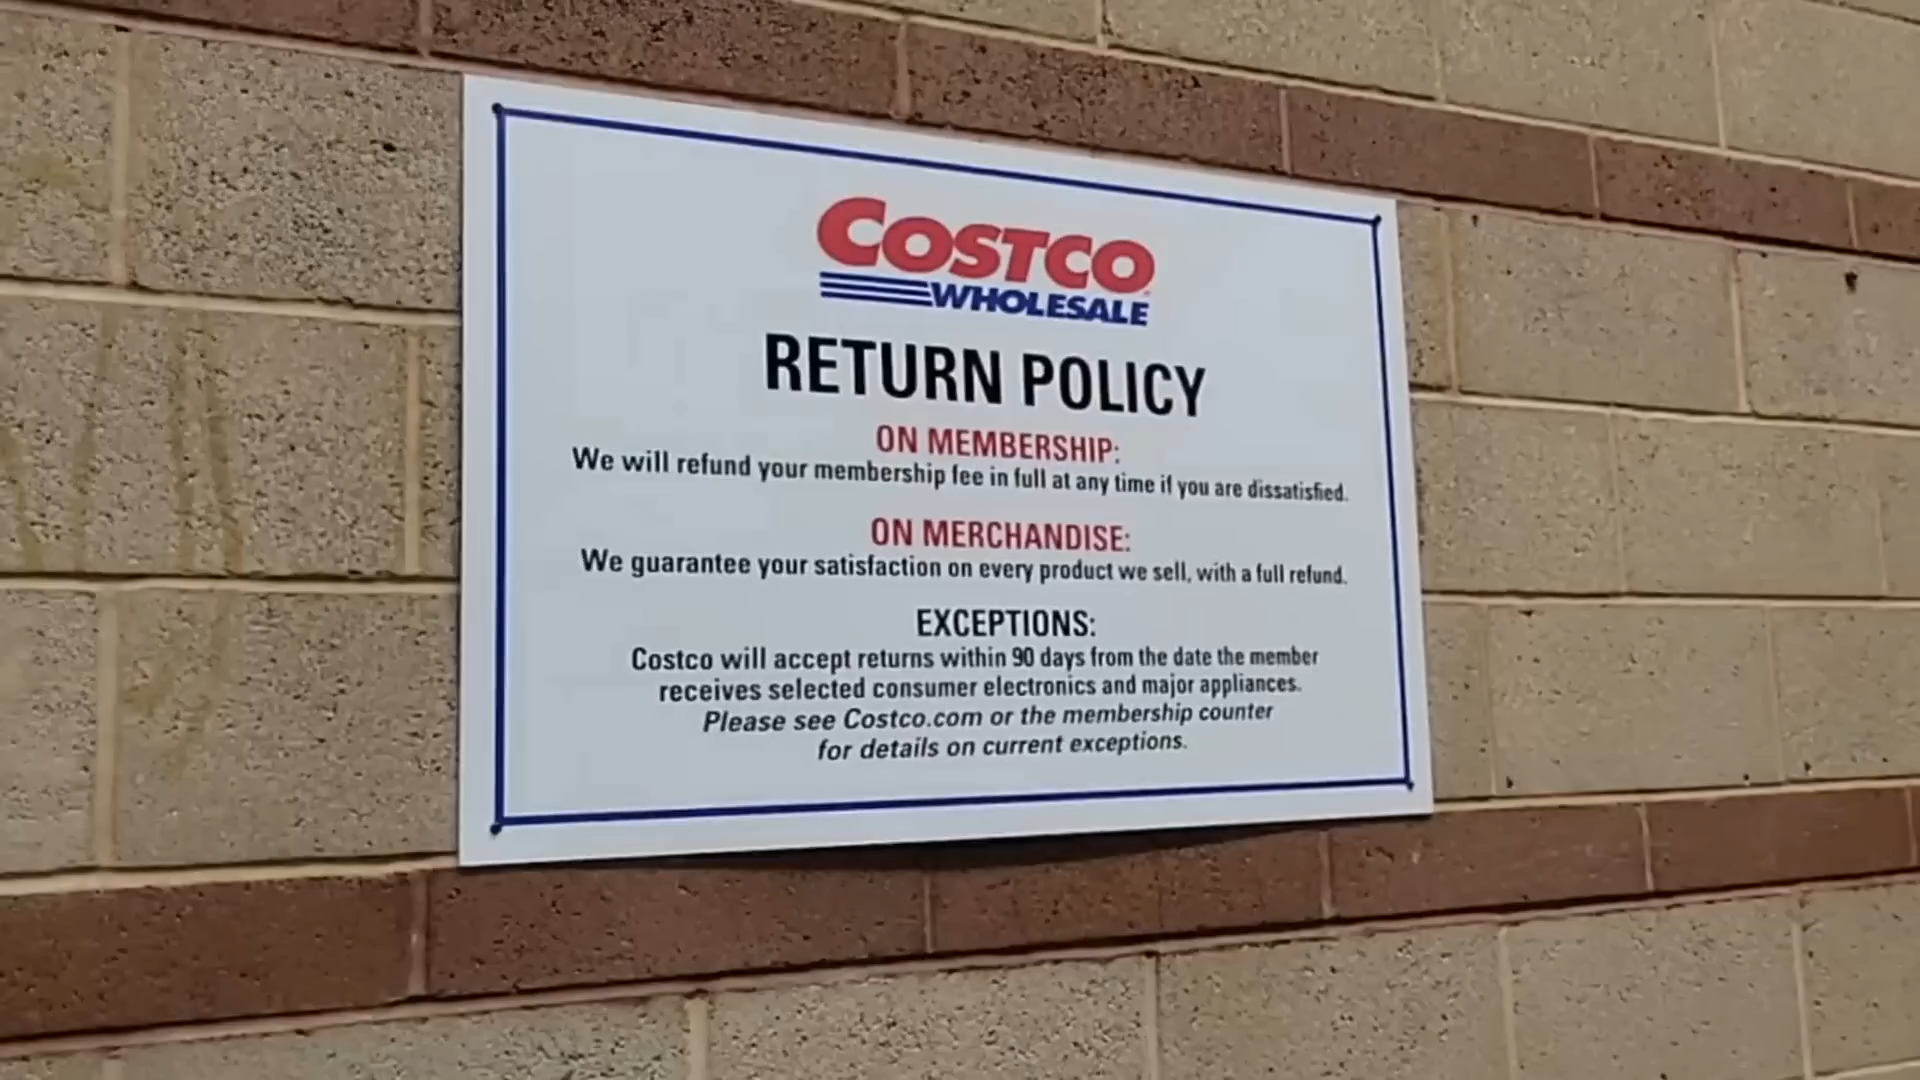 COSTCO
WHOLESALE
RETURN POLICY
ON MEMBERSHIP:
We will refund your membership fee in full at any time if you are dissatisfied.
ON MERCHANDISE:
We guarantee your satisfaction on every product we sell, with a full refund.
EXCEPTIONS:
Costco will accept returns within 90 days from the date the member
receives selected consumer electronics and major appliances.
Please see Costco.com or the membership counter
for details on current exceptions.